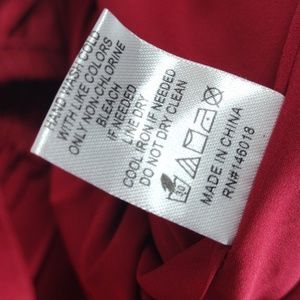 HAND WASH COLD
WITH LIKE COLORS
ONLY NON-CHLORINE
BLEACH
IF NEEDED
LINE DRY
COOL IRON IF NEEDED
DO NOT DRY CLEAN
MADE IN CHINA
RN#146018